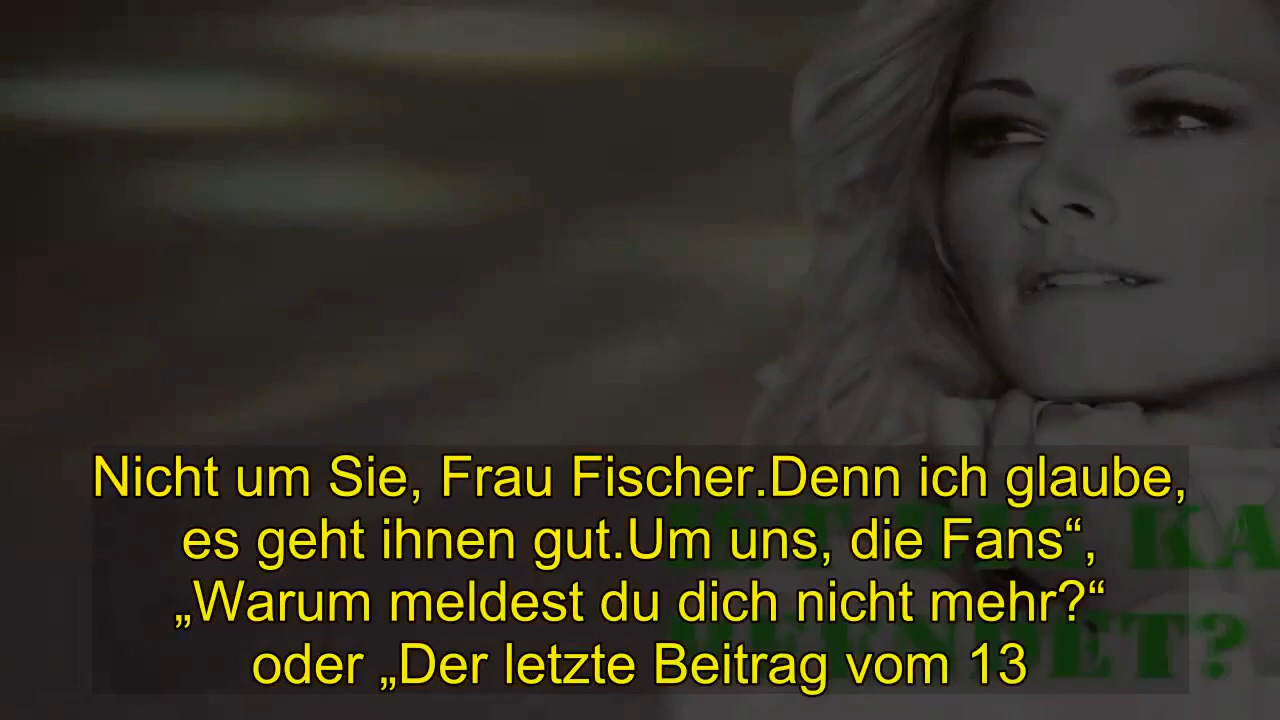 Nicht um Sie, Frau Fischer.Denn ich glaube,
es geht ihnen gut.Um uns, die Fans“,
„Warum meldest du dich nicht mehr?“
oder „Der letzte Beitrag vom 13